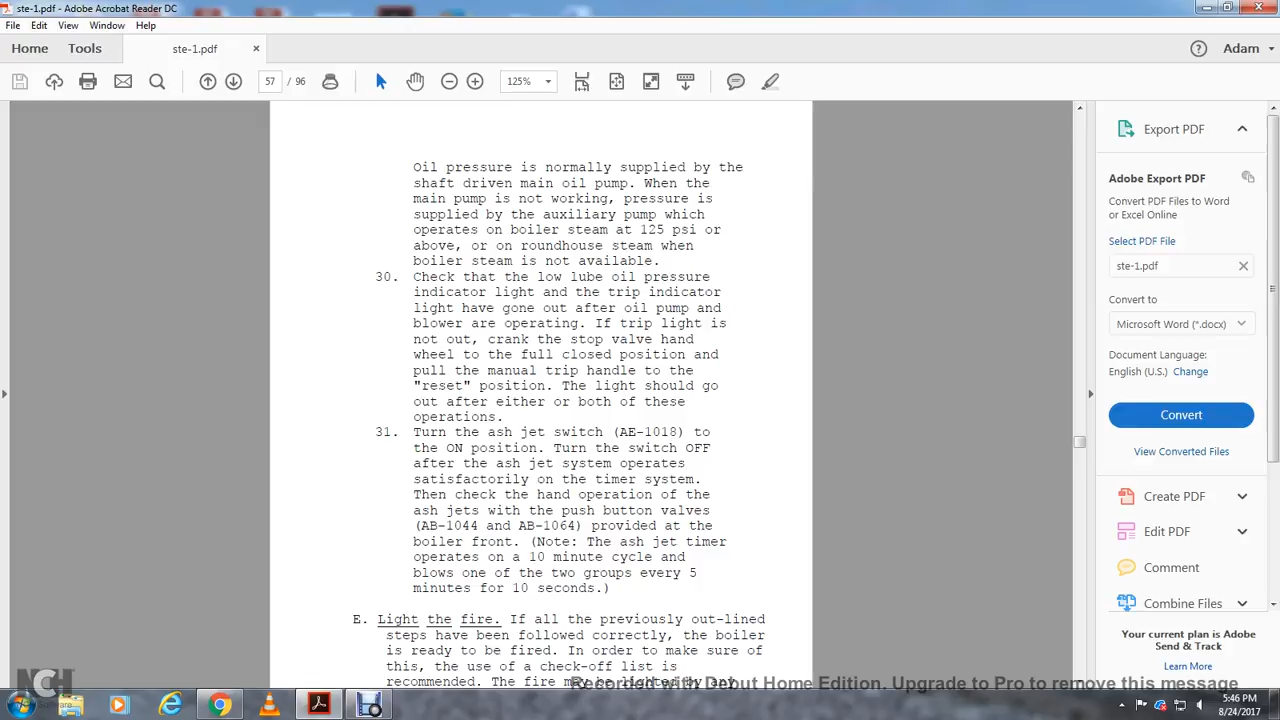 ste-1.pdf - Adobe Acrobat Reader DC
File Edit View Window Help
Home Tools ste-1.pdf × Adam
57 / 96 125%
Oil pressure is normally supplied by the
shaft driven main oil pump. When the
main pump is not working, pressure is
supplied by the auxiliary pump which
operates on boiler steam at 125 psi or
above, or on roundhouse steam when
boiler steam is not available.
30. Check that the low lube oil pressure
indicator light and the trip indicator
light have gone out after oil pump and
blower are operating. If trip light is
not out, crank the stop valve hand
wheel to the full closed position and
pull the manual trip handle to the
"reset" position. The light should go
out after either or both of these
operations.
31. Turn the ash jet switch (AE-1018) to
the ON position. Turn the switch OFF
after the ash jet system operates
satisfactorily on the timer system.
Then check the hand operation of the
ash jets with the push button valves
(AB-1044 and AB-1064) provided at the
boiler front. (Note: The ash jet timer
operates on a 10 minute cycle and
blows one of the two groups every 5
minutes for 10 seconds.)
E. Light the fire. If all the previously out-lined
steps have been followed correctly, the boiler
is ready to be fired. In order to make sure of
this, the use of a check-off list is
recommended. The fire may be lighted by any
Export PDF
Adobe Export PDF
Convert PDF Files to Word
or Excel Online
Select PDF File
ste-1.pdf
Convert to
Microsoft Word (*.docx)
Document Language:
English (U.S.) Change
Convert
View Converted Files
Create PDF
Edit PDF
Comment
Combine Files
Your current plan is Adobe
Send & Track
Learn More
Recorded with Debut Home Edition. Upgrade to Pro to remove this message
NCH Software
5:46 PM
8/24/2017